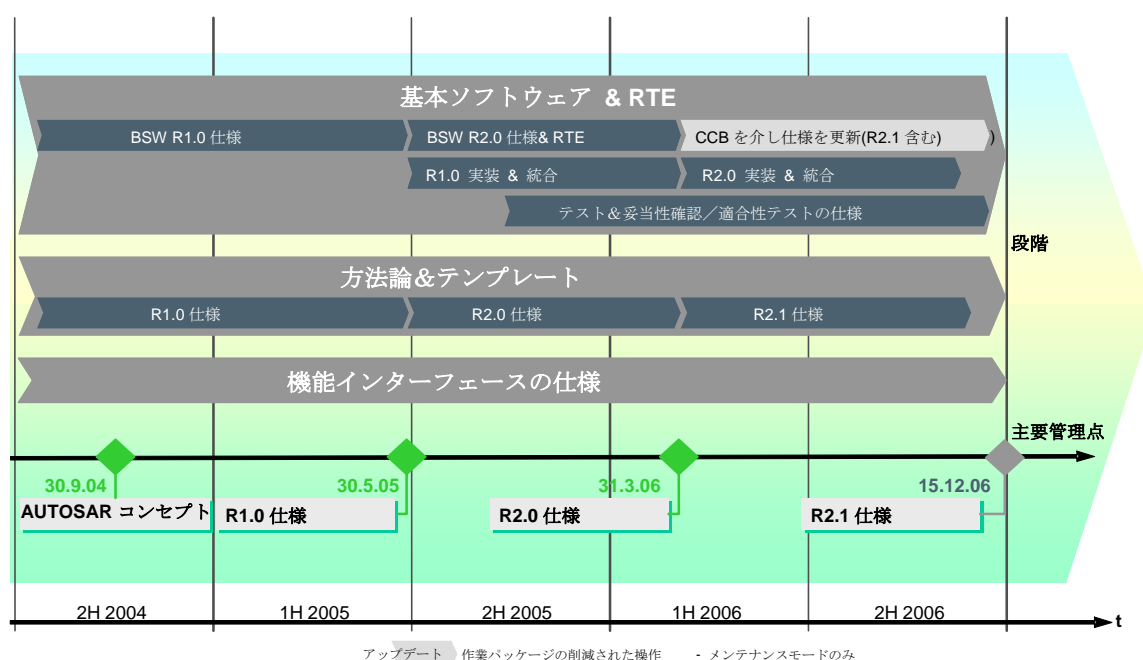 基本ソフトウェア & RTE
BSW R1.0 仕様
BSW R2.0 仕様& RTE
CCB を介し仕様を更新(R2.1 含む)
)
R1.0 実装 & 統合
R2.0 実装 & 統合
テスト&妥当性確認／適合性テストの仕様
段階
方法論&テンプレート
R1.0 仕様
R2.0 仕様
R2.1 仕様
機能インターフェースの仕様
主要管理点
30.9.04
30.5.05
31.3.06
15.12.06
AUTOSAR コンセプト
R1.0 仕様
R2.0 仕様
R2.1 仕様
2H 2004
1H 2005
2H 2005
1H 2006
2H 2006
t
アップデート 作業パッケージの削減された操作 - メンテナンスモードのみ